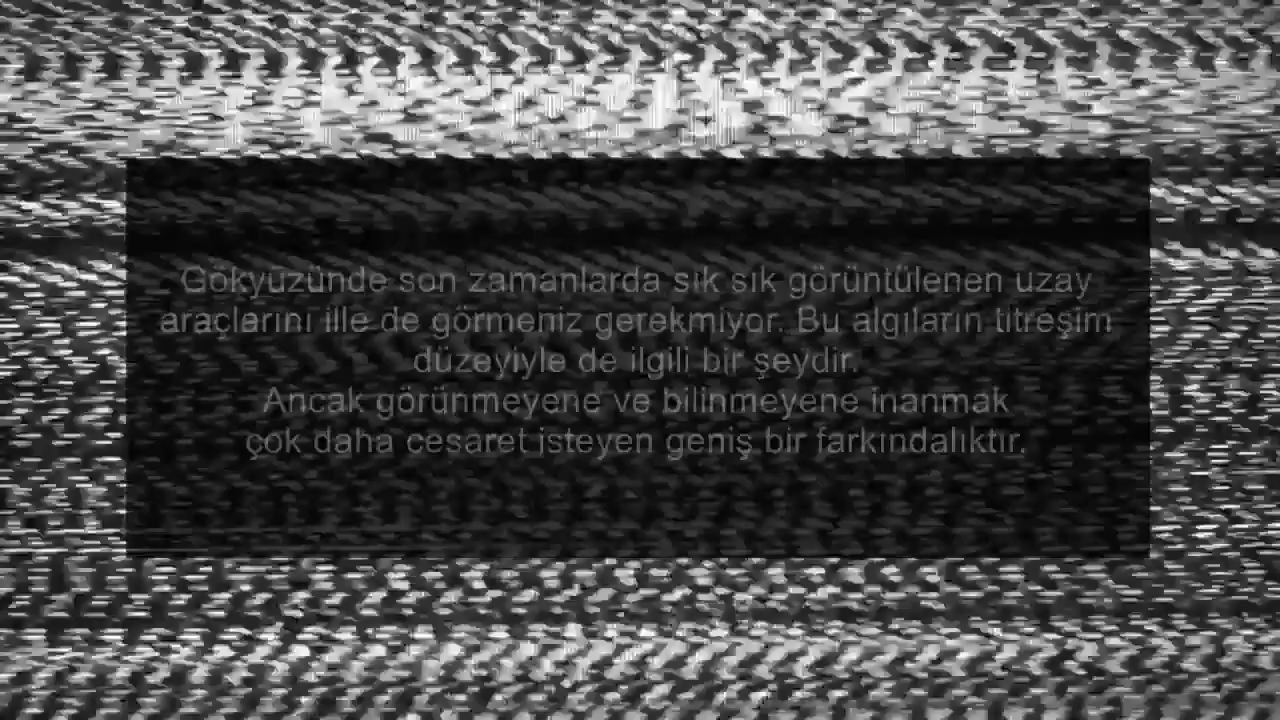 Gökyüzünde son zamanlarda sık sık görüntülenen uzay
araçlarını ille de görmeniz gerekmiyor. Bu algıların titreşim
düzeyiyle de ilgili bir şeydir.
Ancak görünmeyene ve bilinmeyene inanmak
çok daha cesaret isteyen geniş bir farkındalıktır.